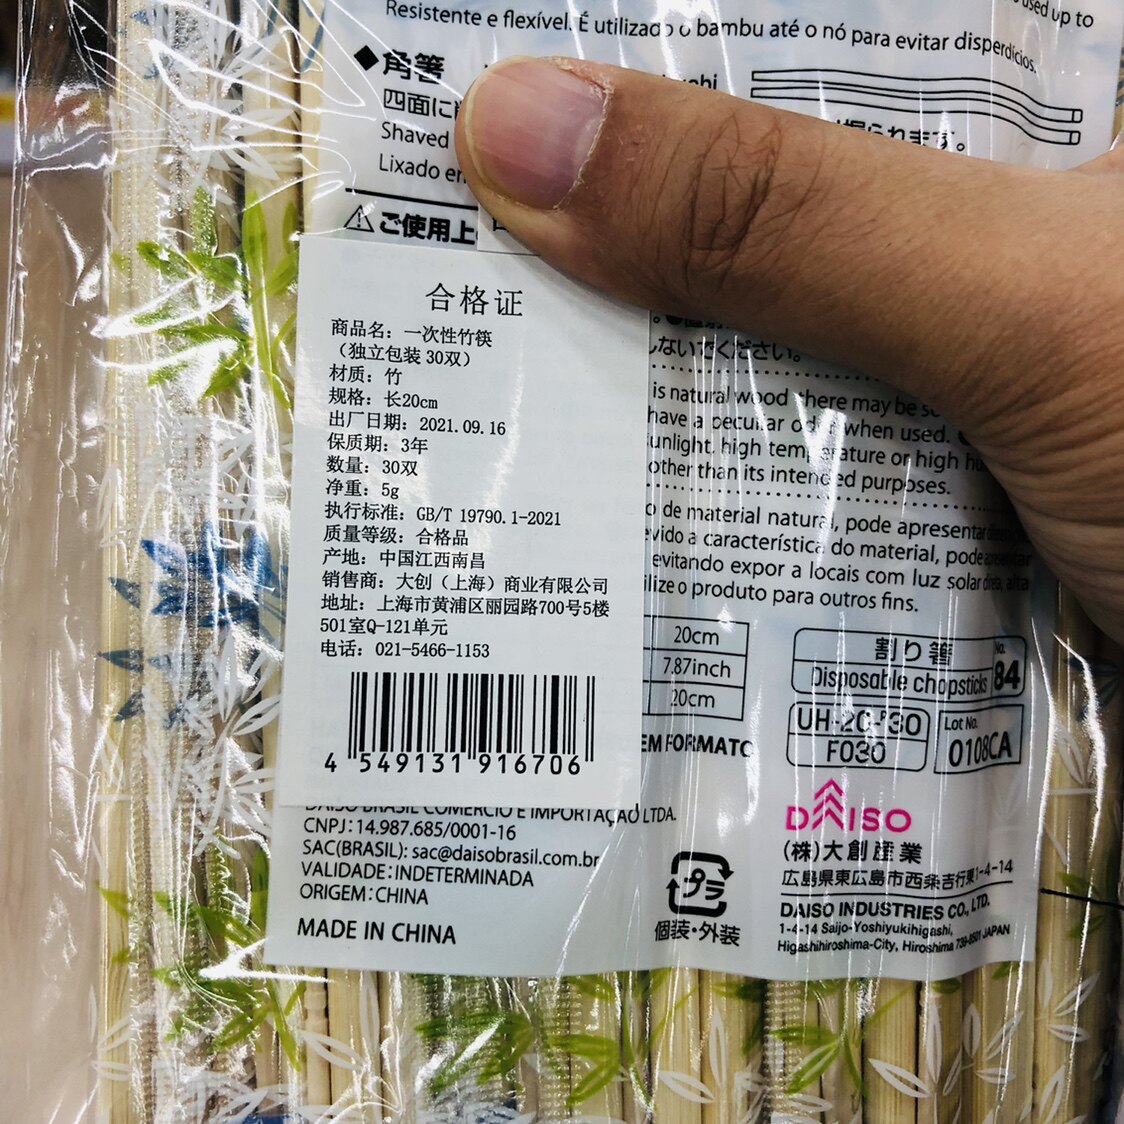 used up to
Resistente e flexível. É utilizado o bambu até o nó para evitar disperdícios.
◆角箸
四面に
Shaved
Lixado em
⚠ご使用上
合格证
商品名：一次性竹筷
（独立包装30双）
材质：竹
规格：长20cm
出厂日期：2021.09.16
保质期：3年
数量：30双
净重：5g
执行标准：GB/T 19790.1-2021
质量等级：合格品
产地：中国江西南昌
销售商：大创（上海）商业有限公司
地址：上海市黄浦区丽园路700号5楼
501室Q-121单元
电话：021-5466-1153
4 549131 916706
しないでください。
is natural wood there may be
have a peculiar odor when used.
sunlight, high temperature or high
other than its intended purposes.
de material natural, pode apresentar
evido a característica do material, pode apresentar
evitando expor a locais com luz solar direta, alta
ilize o produto para outros fins.
20cm
7.87inch
20cm
EM FORMATO
割り箸
Disposable chopsticks
No.
84
UH-20-'30
F030
Lot No.
0108CA
DAISO BRASIL COMERCIO E IMPORTAÇÃO LTDA.
CNPJ:14.987.685/0001-16
SAC(BRASIL): sac@daisobrasil.com.br
VALIDADE:INDETERMINADA
ORIGEM:CHINA
MADE IN CHINA
プラ
個装・外装
DAISO
(株)大創産業
広島県東広島市西条吉行東1-4-14
DAISO INDUSTRIES CO., LTD.
1-4-14 Saijo-Yoshiyukihigashi,
Higashihiroshima-City, Hiroshima 739-8501 JAPAN